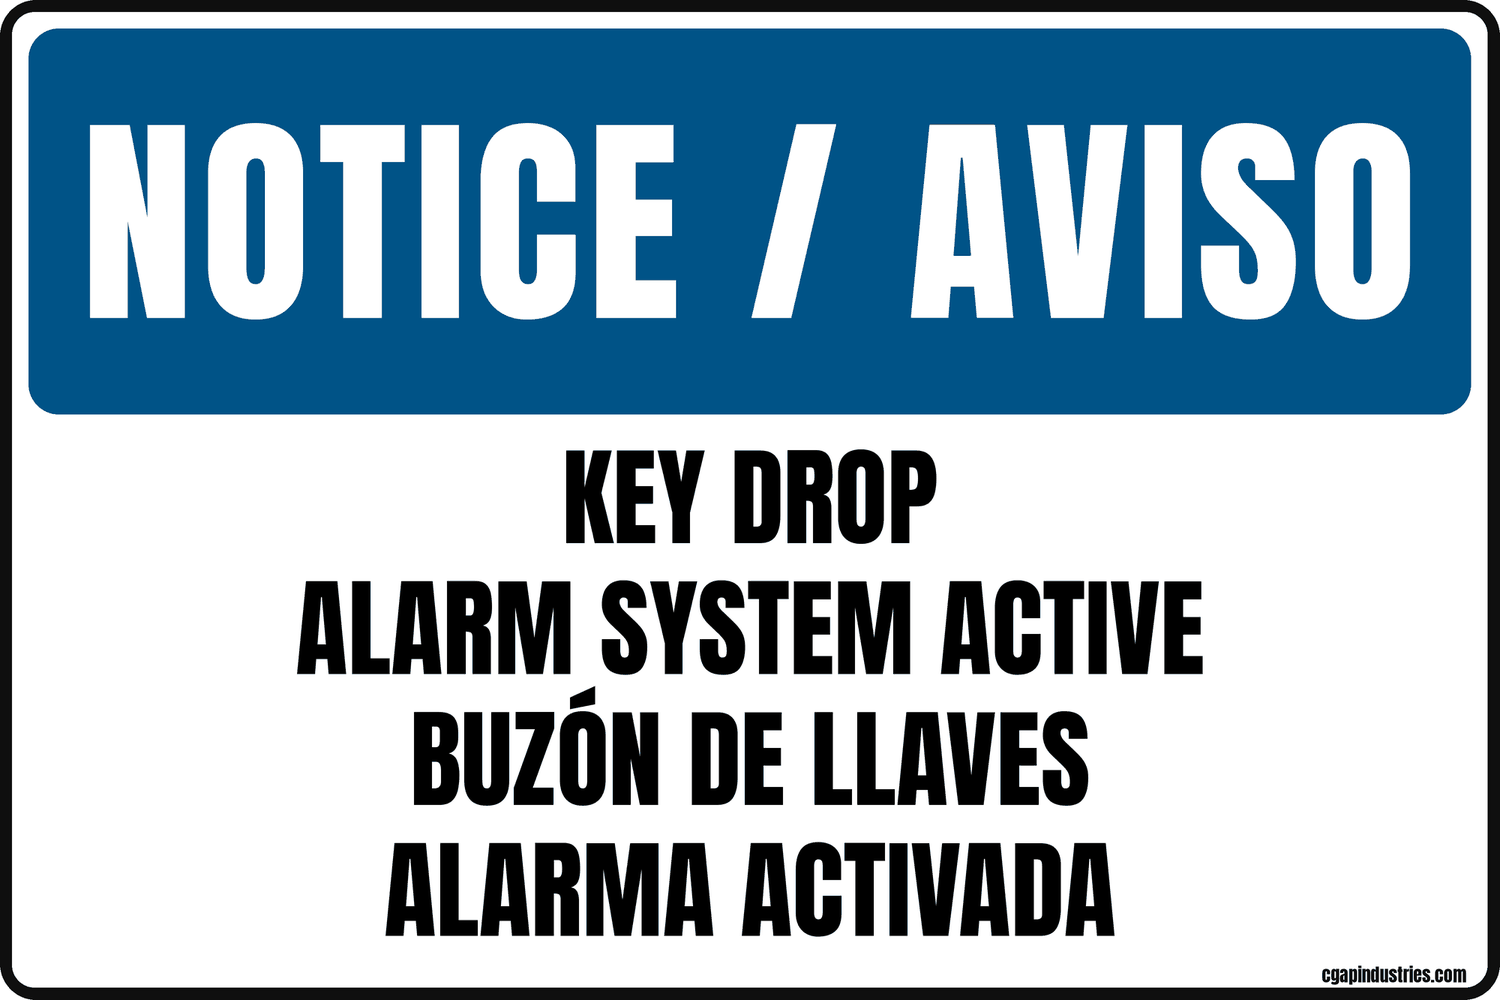 NOTICE / AVISO
KEY DROP
ALARM SYSTEM ACTIVE
BUZÓN DE LLAVES
ALARMA ACTIVADA
cgapindustries.com